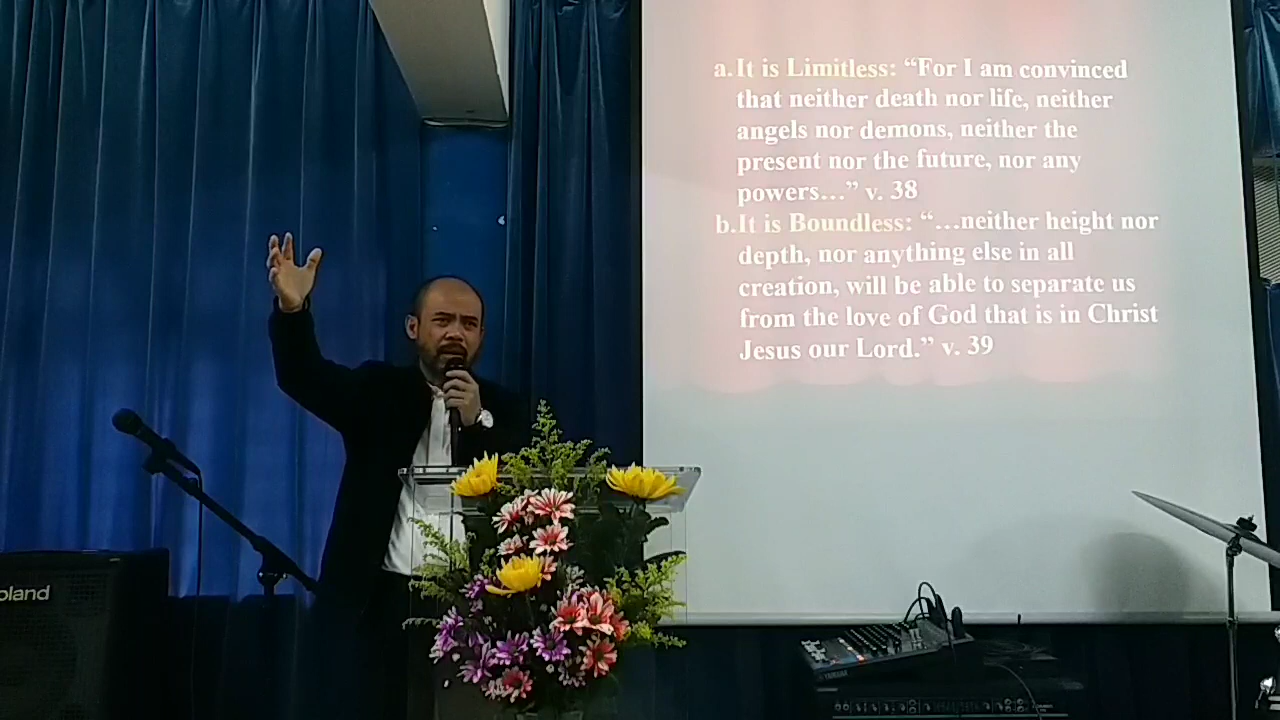 a. It is Limitless: “For I am convinced
that neither death nor life, neither
angels nor demons, neither the
present nor the future, nor any
powers…” v. 38
b. It is Boundless: “…neither height nor
depth, nor anything else in all
creation, will be able to separate us
from the love of God that is in Christ
Jesus our Lord.” v. 39
oland
YAMAHA